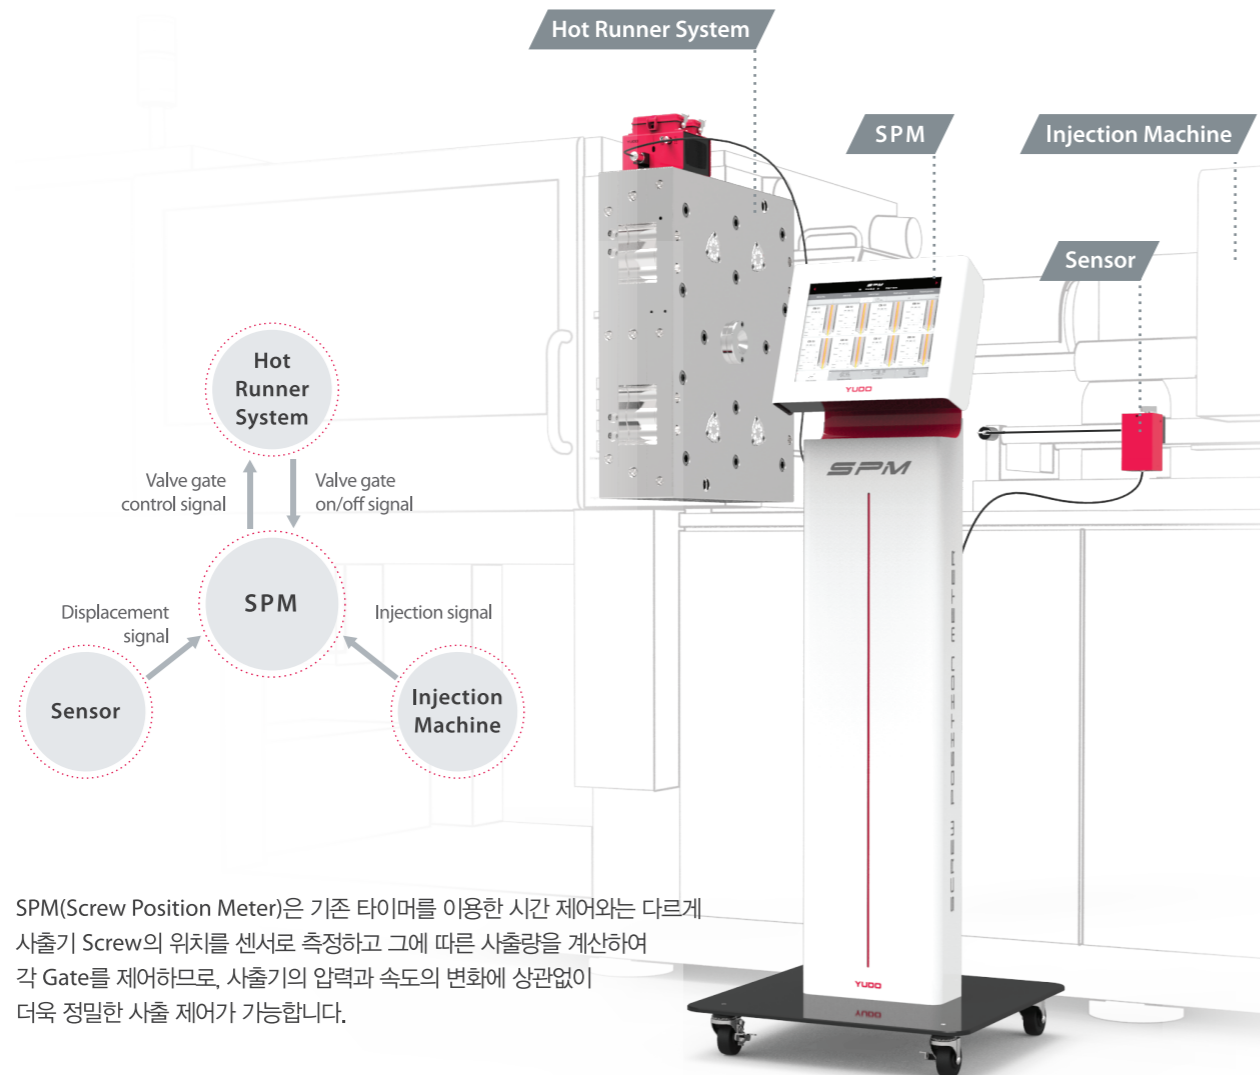 Hot Runner System
SPM
Injection Machine
Sensor
Hot
Runner
System
Valve gate
control signal
Valve gate
on/off signal
SPM
Displacement
signal
Injection signal
Sensor
Injection
Machine
SPM
YUDO
SPM
SCREW POSITION METER
YUDO
SPM(Screw Position Meter)은 기존 타이머를 이용한 시간 제어와는 다르게
사출기 Screw의 위치를 센서로 측정하고 그에 따른 사출량을 계산하여
각 Gate를 제어하므로, 사출기의 압력과 속도의 변화에 상관없이
더욱 정밀한 사출 제어가 가능합니다.